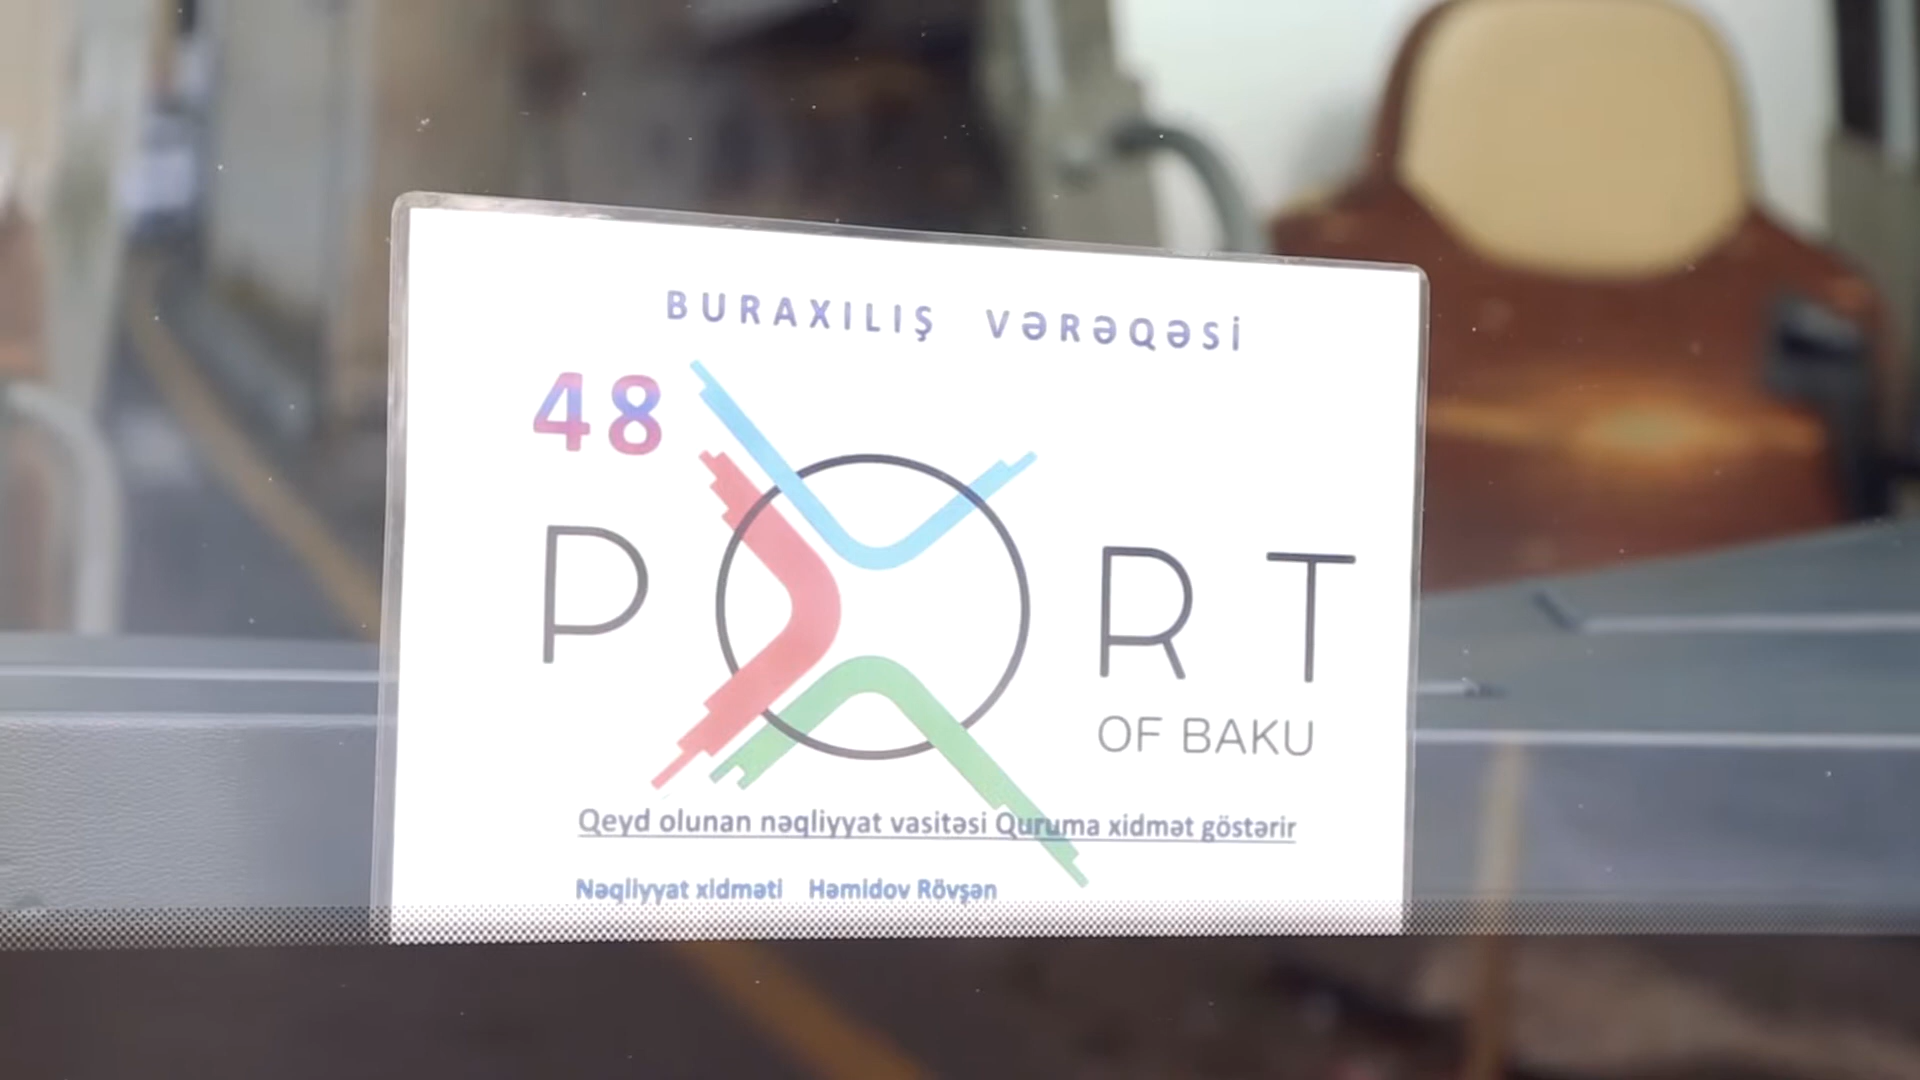 BURAXILIŞ VƏRƏQƏSİ
48
PORT
OF BAKU
Qeyd olunan nəqliyyat vasitəsi Quruma xidmət göstərir
Nəqliyyat xidməti Həmidov Rövşən